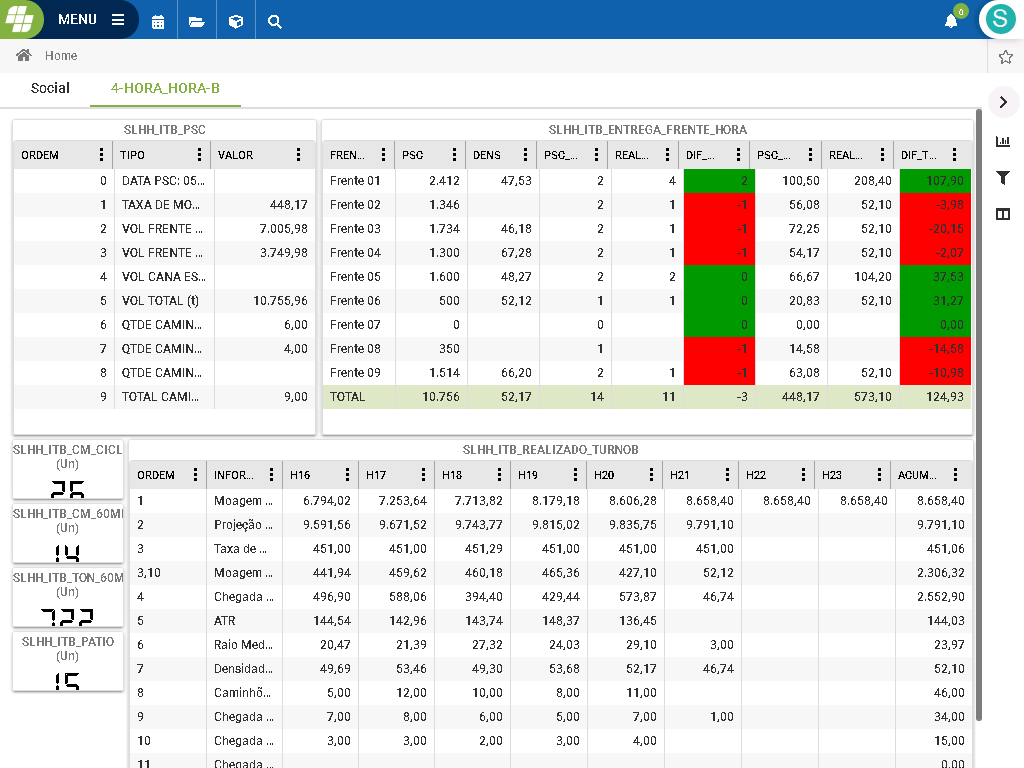 MENU
0
S
Home
Social 4-HORA_HORA-B
SLHH_ITB_PSC
ORDEM TIPO VALOR
0 DATA PSC: 05...
1 TAXA DE MO... 448,17
2 VOL FRENTE ... 7.005,98
3 VOL FRENTE ... 3.749,98
4 VOL CANA ES...
5 VOL TOTAL (t) 10.755,96
6 QTDE CAMIN... 6,00
7 QTDE CAMIN... 4,00
8 QTDE CAMIN...
9 TOTAL CAMI... 9,00
SLHH_ITB_ENTREGA_FRENTE_HORA
FREN... PSC DENS PSC_... REAL... DIF_... PSC_... REAL... DIF_T...
Frente 01 2.412 47,53 2 4 2 100,50 208,40 107,90
Frente 02 1.346 2 1 -1 56,08 52,10 -3,98
Frente 03 1.734 46,18 2 1 -1 72,25 52,10 -20,15
Frente 04 1.300 67,28 2 1 -1 54,17 52,10 -2,07
Frente 05 1.600 48,27 2 2 0 66,67 104,20 37,53
Frente 06 500 52,12 1 1 0 20,83 52,10 31,27
Frente 07 0 0 0 0,00 0,00
Frente 08 350 1 -1 14,58 -14,58
Frente 09 1.514 66,20 2 1 -1 63,08 52,10 -10,98
TOTAL 10.756 52,17 14 11 -3 448,17 573,10 124,93
SLHH_ITB_CM_CICL
(Un)
26
SLHH_ITB_CM_60MI
(Un)
14
SLHH_ITB_TON_60M
(Un)
722
SLHH_ITB_PATIO
(Un)
15
SLHH_ITB_REALIZADO_TURNOB
ORDEM INFOR... H16 H17 H18 H19 H20 H21 H22 H23 ACUM...
1 Moagem ... 6.794,02 7.253,64 7.713,82 8.179,18 8.606,28 8.658,40 8.658,40 8.658,40 8.658,40
2 Projeção ... 9.591,56 9.671,52 9.743,77 9.815,02 9.835,75 9.791,10 9.791,10
3 Taxa de ... 451,00 451,00 451,29 451,00 451,00 451,00 451,06
3,10 Moagem ... 441,94 459,62 460,18 465,36 427,10 52,12 2.306,32
4 Chegada ... 496,90 588,06 394,40 429,44 573,87 46,74 2.552,90
5 ATR 144,54 142,96 143,74 148,37 136,45 144,03
6 Raio Med... 20,47 21,39 27,32 24,03 29,10 3,00 23,97
7 Densidad... 49,69 53,46 49,30 53,68 52,17 46,74 52,10
8 Caminhõ... 5,00 12,00 10,00 8,00 11,00 46,00
9 Chegada ... 7,00 8,00 6,00 5,00 7,00 1,00 34,00
10 Chegada ... 3,00 3,00 2,00 3,00 4,00 15,00
11 Chegada ... 0,00